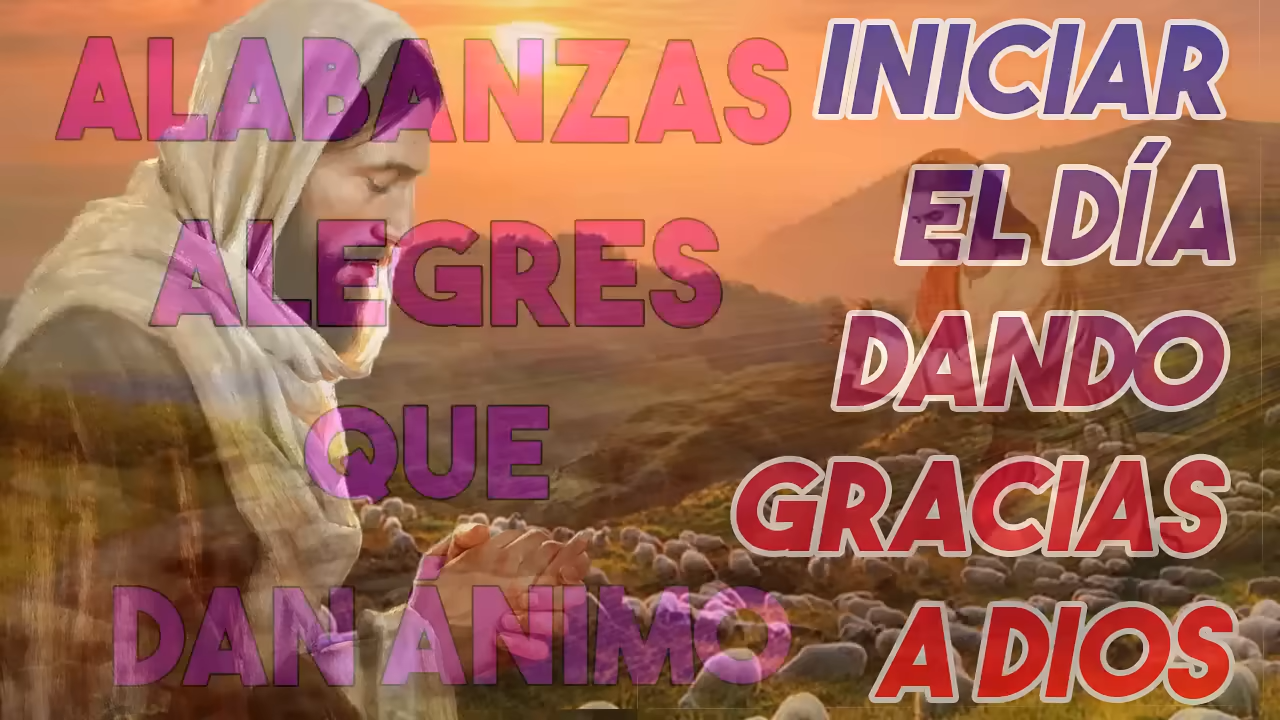 ALABANZAS
ALEGRES
QUE
DAN ÁNIMO
INICIAR
EL DÍA
DANDO
GRACIAS
A DIOS